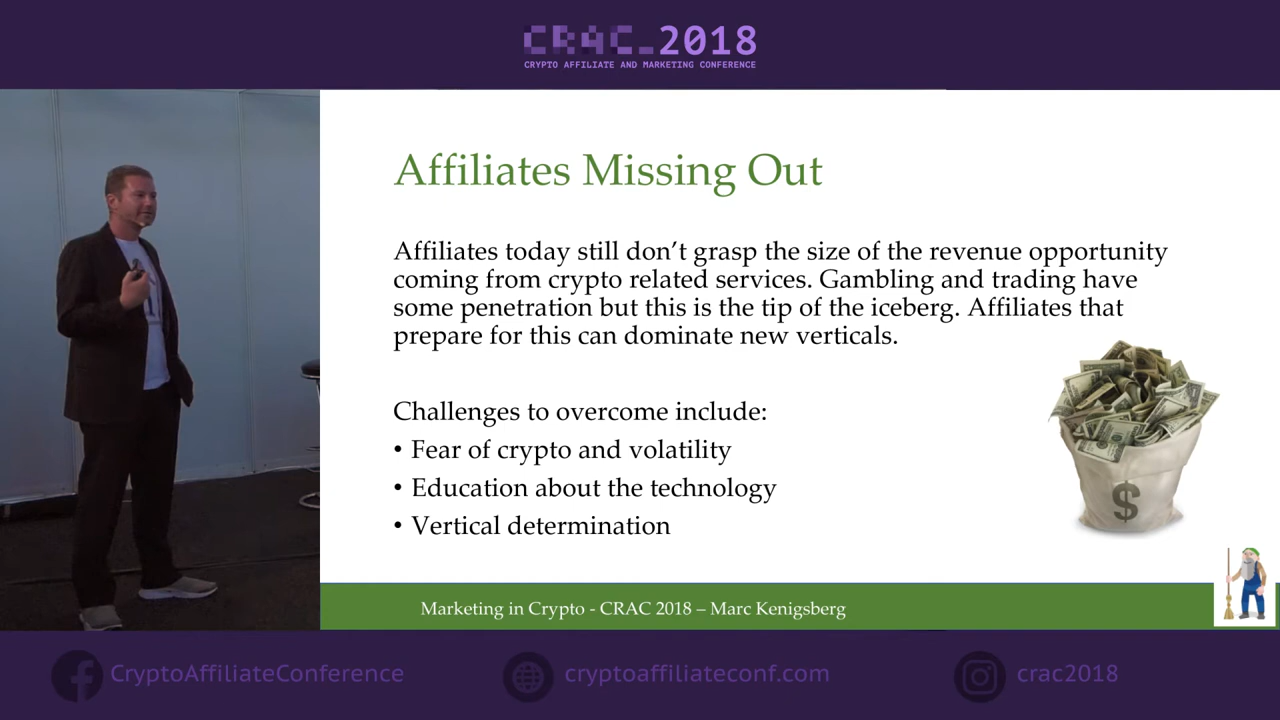 CRAC_2018
CRYPTO AFFILIATE AND MARKETING CONFERENCE
Affiliates Missing Out
Affiliates today still don’t grasp the size of the revenue opportunity
coming from crypto related services. Gambling and trading have
some penetration but this is the tip of the iceberg. Affiliates that
prepare for this can dominate new verticals.
Challenges to overcome include:
• Fear of crypto and volatility
• Education about the technology
• Vertical determination
$
Marketing in Crypto - CRAC 2018 – Marc Kenigsberg
CryptoAffiliateConference
cryptoaffiliateconf.com
crac2018